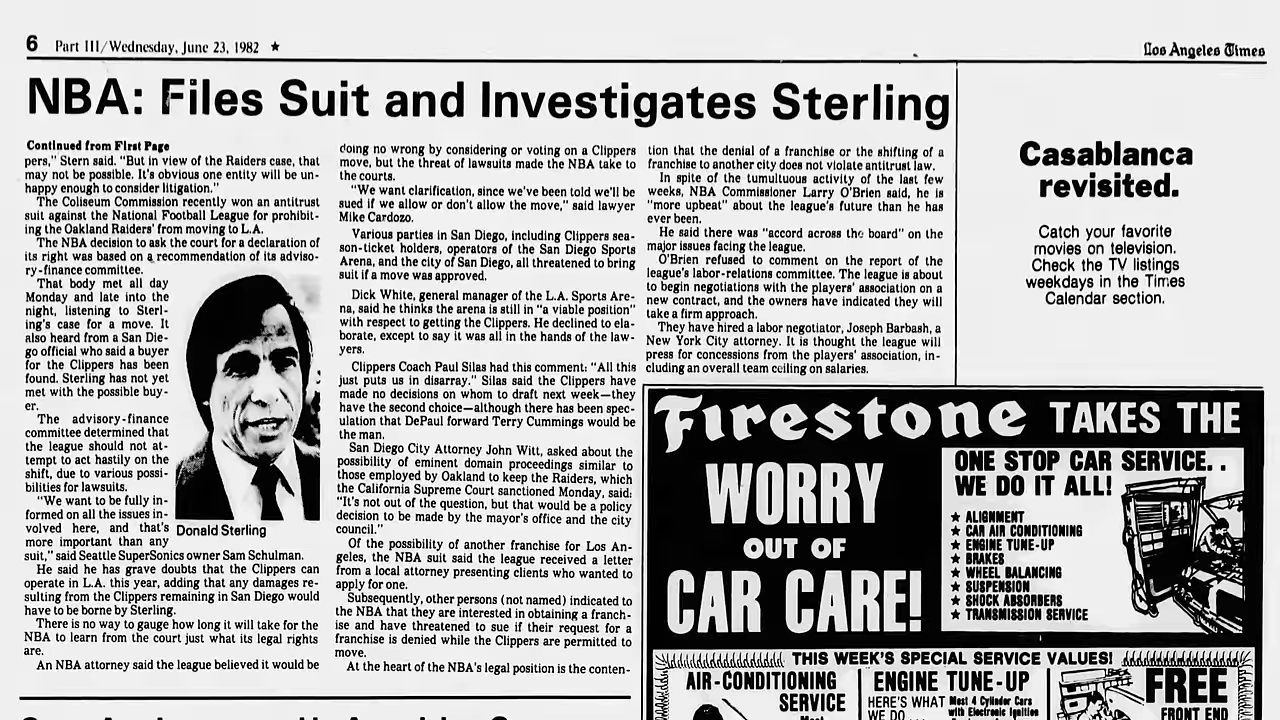 6 Part III/Wednesday, June 23, 1982 ★
Los Angeles Times
NBA: Files Suit and Investigates Sterling
Continued from First Page
pers,” Stern said. “But in view of the Raiders case, that
may not be possible. It's obvious one entity will be un-
happy enough to consider litigation.”
The Coliseum Commission recently won an antitrust
suit against the National Football League for prohibit-
ing the Oakland Raiders' from moving to L.A.
The NBA decision to ask the court for a declaration of
its right was based on a recommendation of its adviso-
ry-finance committee.
That body met all day
Monday and late into the
night, listening to Sterl-
ing's case for a move. It
also heard from a San Die-
go official who said a buyer
for the Clippers has been
found. Sterling has not yet
met with the possible buy-
er.
The advisory-finance
committee determined that
the league should not at-
tempt to act hastily on the
shift, due to various possi-
bilities for lawsuits.
“We want to be fully in-
formed on all the issues in-
volved here, and that's
more important than any
suit,” said Seattle SuperSonics owner Sam Schulman.
He said he has grave doubts that the Clippers can
operate in L.A. this year, adding that any damages re-
sulting from the Clippers remaining in San Diego would
have to be borne by Sterling.
There is no way to gauge how long it will take for the
NBA to learn from the court just what its legal rights
are.
An NBA attorney said the league believed it would be
Donald Sterling
doing no wrong by considering or voting on a Clippers
move, but the threat of lawsuits made the NBA take to
the courts.
“We want clarification, since we've been told we'll be
sued if we allow or don't allow the move,” said lawyer
Mike Cardozo.
Various parties in San Diego, including Clippers sea-
son-ticket holders, operators of the San Diego Sports
Arena, and the city of San Diego, all threatened to bring
suit if a move was approved.
Dick White, general manager of the L.A. Sports Are-
na, said he thinks the arena is still in “a viable position”
with respect to getting the Clippers. He declined to ela-
borate, except to say it was all in the hands of the law-
yers.
Clippers Coach Paul Silas had this comment: “All this
just puts us in disarray.” Silas said the Clippers have
made no decisions on whom to draft next week—they
have the second choice—although there has been spec-
ulation that DePaul forward Terry Cummings would be
the man.
San Diego City Attorney John Witt, asked about the
possibility of eminent domain proceedings similar to
those employed by Oakland to keep the Raiders, which
the California Supreme Court sanctioned Monday, said:
“It's not out of the question, but that would be a policy
decision to be made by the mayor's office and the city
council.”
Of the possibility of another franchise for Los An-
geles, the NBA suit said the league received a letter
from a local attorney presenting clients who wanted to
apply for one.
Subsequently, other persons (not named) indicated to
the NBA that they are interested in obtaining a franch-
ise and have threatened to sue if their request for a
franchise is denied while the Clippers are permitted to
move.
At the heart of the NBA's legal position is the conten-
tion that the denial of a franchise or the shifting of a
franchise to another city does not violate antitrust law.
In spite of the tumultuous activity of the last few
weeks, NBA Commissioner Larry O'Brien said, he is
“more upbeat” about the league's future than he has
ever been.
He said there was “accord across the board” on the
major issues facing the league.
O'Brien refused to comment on the report of the
league's labor-relations committee. The league is about
to begin negotiations with the players' association on a
new contract, and the owners have indicated they will
take a firm approach.
They have hired a labor negotiator, Joseph Barbash, a
New York City attorney. It is thought the league will
press for concessions from the players' association, in-
cluding an overall team ceiling on salaries.
Casablanca
revisited.
Catch your favorite
movies on television.
Check the TV listings
weekdays in the Times
Calendar section.
Firestone TAKES THE
WORRY
OUT OF
CAR CARE!
ONE STOP CAR SERVICE..
WE DO IT ALL!
★ ALIGNMENT
★ CAR AIR CONDITIONING
★ ENGINE TUNE-UP
★ BRAKES
★ WHEEL BALANCING
★ SUSPENSION
★ SHOCK ABSORBERS
★ TRANSMISSION SERVICE
THIS WEEK'S SPECIAL SERVICE VALUES!
AIR-CONDITIONING
SERVICE
Most
ENGINE TUNE-UP
HERE'S WHAT
WE DO
Most 4 Cylinder Cars
with Electronic Ignition
FREE
FRONT END